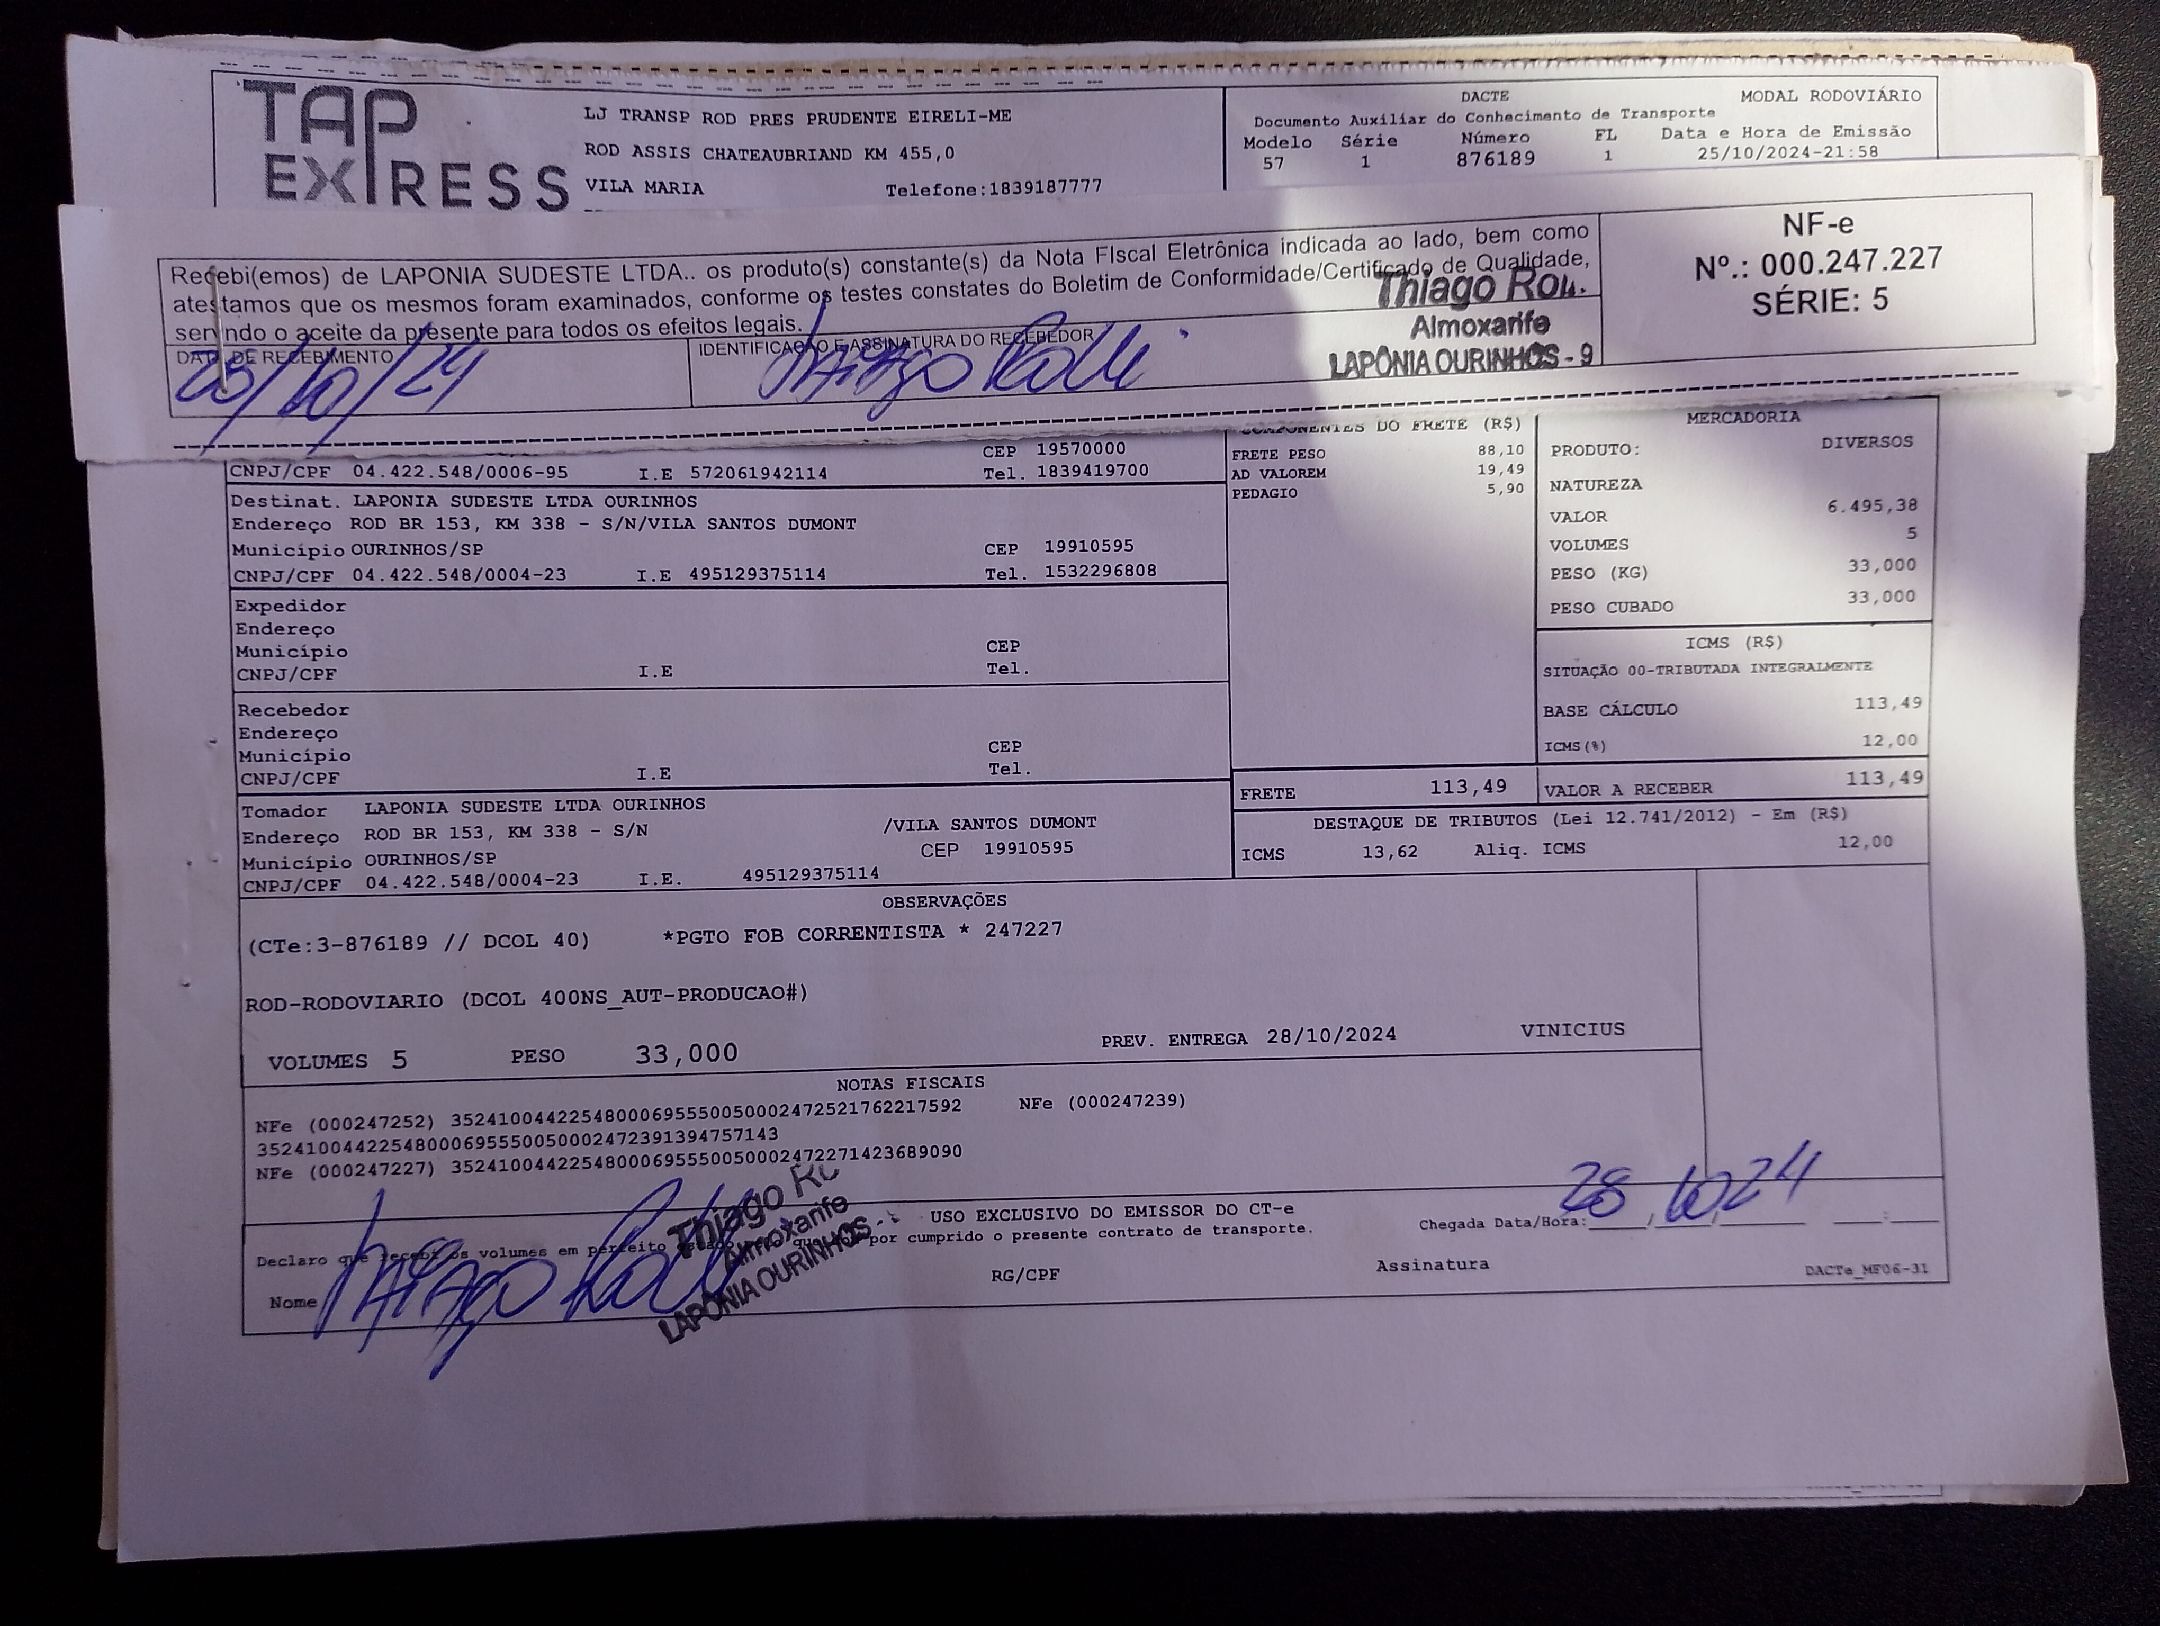 TAP EXPRESS
LJ TRANSP ROD PRES PRUDENTE EIRELI-ME
ROD ASSIS CHATEAUBRIAND KM 455,0
VILA MARIA Telefone:1839187777
DACTE MODAL RODOVIÁRIO
Documento Auxiliar do Conhecimento de Transporte
Modelo Série Número FL Data e Hora de Emissão
57 1 876189 1 25/10/2024-21:58
Recebi(emos) de LAPONIA SUDESTE LTDA.. os produto(s) constante(s) da Nota FIscal Eletrônica indicada ao lado, bem como
atestamos que os mesmos foram examinados, conforme os testes constates do Boletim de Conformidade/Certificado de Qualidade,
servindo o aceite da presente para todos os efeitos legais.
DATA DE RECEBIMENTO
28/10/24
IDENTIFICAÇÃO E ASSINATURA DO RECEBEDOR
Thiago
Thiago
Almoxarife
LAPÔNIA OURINHOS - 9
NF-e
Nº.: 000.247.227
SÉRIE: 5
CEP 19570000
CNPJ/CPF 04.422.548/0006-95 I.E 572061942114 Tel. 1839419700
Destinat. LAPONIA SUDESTE LTDA OURINHOS
Endereço ROD BR 153, KM 338 - S/N/VILA SANTOS DUMONT
Município OURINHOS/SP CEP 19910595
CNPJ/CPF 04.422.548/0004-23 I.E 495129375114 Tel. 1532296808
Expedidor
Endereço
Município CEP
CNPJ/CPF I.E Tel.
Recebedor
Endereço
Município CEP
CNPJ/CPF I.E Tel.
Tomador LAPONIA SUDESTE LTDA OURINHOS
Endereço ROD BR 153, KM 338 - S/N /VILA SANTOS DUMONT
Município OURINHOS/SP CEP 19910595
CNPJ/CPF 04.422.548/0004-23 I.E. 495129375114
COMPONENTES DO FRETE (R$)
FRETE PESO 88,10
AD VALOREM 19,49
PEDAGIO 5,90
FRETE 113,49
MERCADORIA
PRODUTO: DIVERSOS
NATUREZA
VALOR 6.495,38
VOLUMES 5
PESO (KG) 33,000
PESO CUBADO 33,000
ICMS (R$)
SITUAÇÃO 00-TRIBUTADA INTEGRALMENTE
BASE CÁLCULO 113,49
ICMS(%) 12,00
VALOR A RECEBER 113,49
DESTAQUE DE TRIBUTOS (Lei 12.741/2012) - Em (R$)
ICMS 13,62 Aliq. ICMS 12,00
OBSERVAÇÕES
(CTe:3-876189 // DCOL 40) *PGTO FOB CORRENTISTA * 247227
ROD-RODOVIARIO (DCOL 400NS_AUT-PRODUCAO#)
VOLUMES 5 PESO 33,000 PREV. ENTREGA 28/10/2024 VINICIUS
NOTAS FISCAIS
NFe (000247252) 35241004422548000695550050002472521762217592 NFe (000247239)
35241004422548000695550050002472391394757143
NFe (000247227) 35241004422548000695550050002472271423689090
USO EXCLUSIVO DO EMISSOR DO CT-e
Declaro que recebi os volumes em perfeito estado por cumprido o presente contrato de transporte.
Chegada Data/Hora: 28/10/24
Nome Thiago
RG/CPF
Assinatura
DACTe_MF06-31
Thiago
Almoxarife
LAPÔNIA OURINHOS -